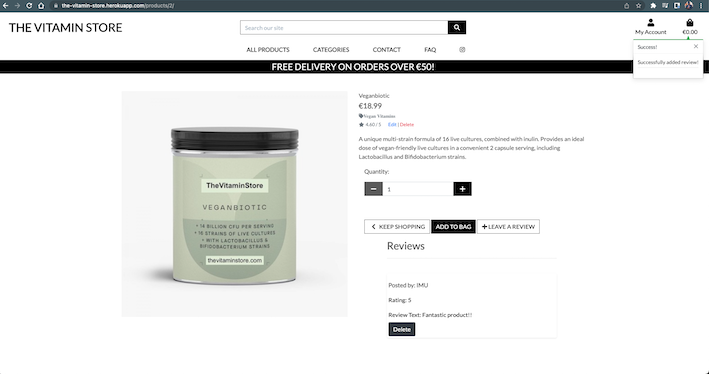 the-vitamin-store.herokuapp.com/products/2/
THE VITAMIN STORE
Search our site
My Account
€0.00
ALL PRODUCTS CATEGORIES CONTACT FAQ
Success!
Successfully added review!
FREE DELIVERY ON ORDERS OVER €50!
TheVitaminStore
VEGANBIOTIC
+ 14 BILLION CFU PER SERVING
+ 16 STRAINS OF LIVE CULTURES
+ WITH LACTOBACILLUS &
BIFIDOBACTERIUM STRAINS
thevitaminstore.com
Veganbiotic
€18.99
Vegan Vitamins
4.60 / 5 Edit | Delete
A unique multi-strain formula of 16 live cultures, combined with inulin. Provides an ideal
dose of vegan-friendly live cultures in a convenient 2 capsule serving, including
Lactobacillus and Bifidobacterium strains.
Quantity:
1
KEEP SHOPPING ADD TO BAG LEAVE A REVIEW
Reviews
Posted by: IMU
Rating: 5
Review Text: Fantastic product!!
Delete